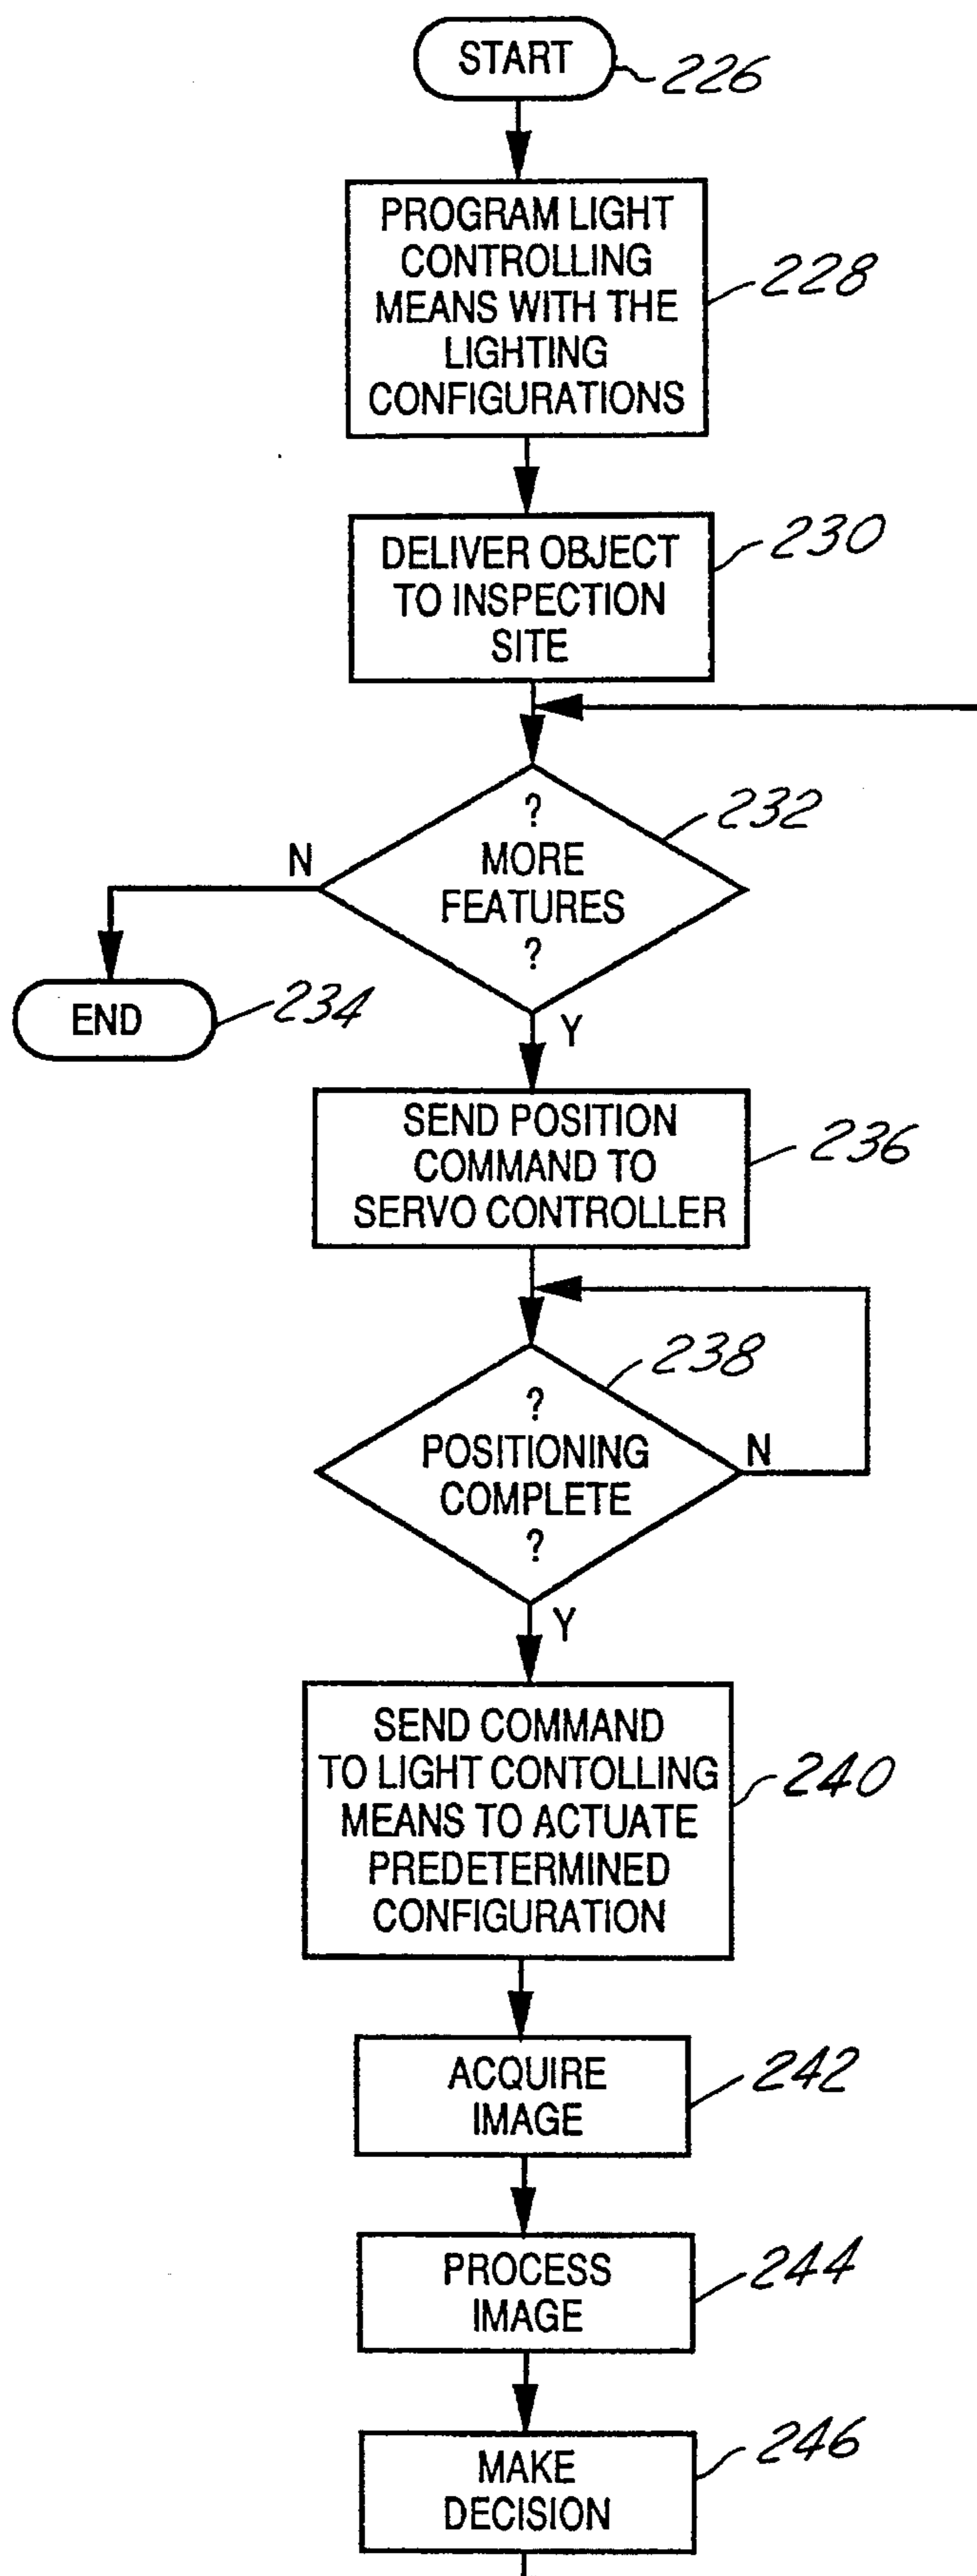 START
226
PROGRAM LIGHT
CONTROLLING
MEANS WITH THE
LIGHTING
CONFIGURATIONS
228
DELIVER OBJECT
TO INSPECTION
SITE
230
?
MORE
FEATURES
?
232
N
END
234
Y
SEND POSITION
COMMAND TO
SERVO CONTROLLER
236
?
POSITIONING
COMPLETE
?
238
N
Y
SEND COMMAND
TO LIGHT CONTOLLING
MEANS TO ACTUATE
PREDETERMINED
CONFIGURATION
240
ACQUIRE
IMAGE
242
PROCESS
IMAGE
244
MAKE
DECISION
246